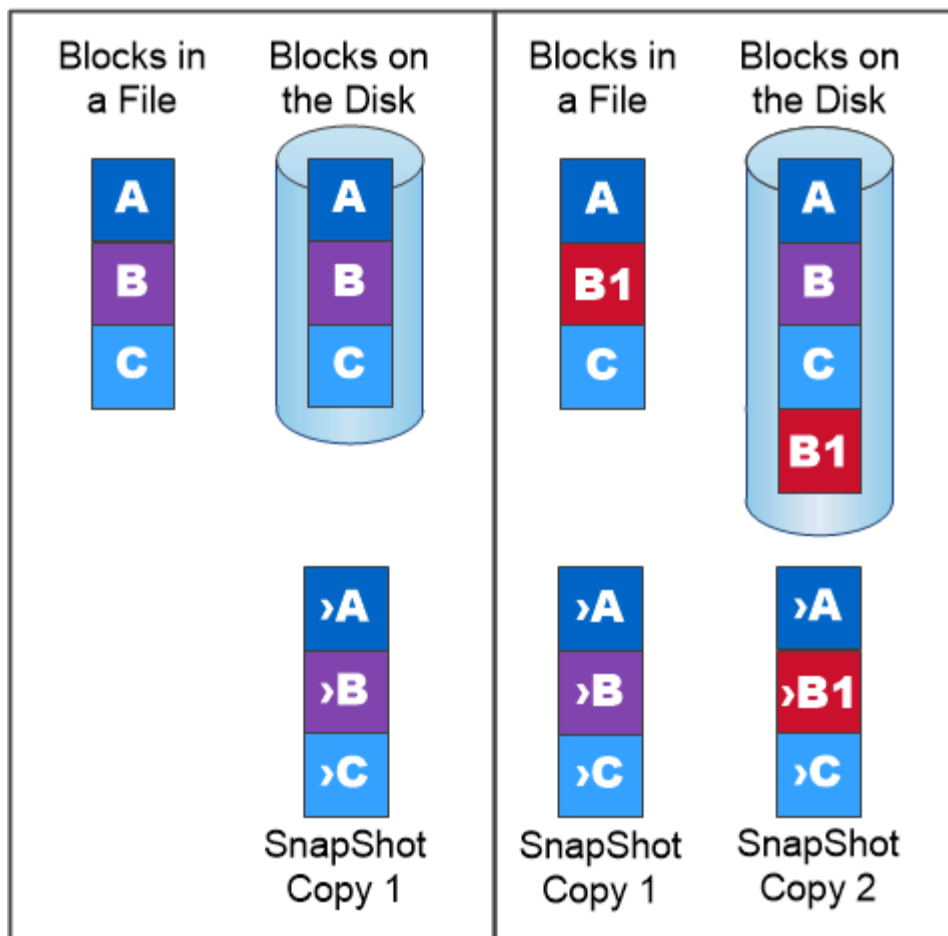 Blocks in
a File
Blocks on
the Disk
A
B
C
A
B
C
›A
›B
›C
SnapShot
Copy 1
Blocks in
a File
Blocks on
the Disk
A
B1
C
A
B
C
B1
›A
›B
›C
SnapShot
Copy 1
›A
›B1
›C
SnapShot
Copy 2